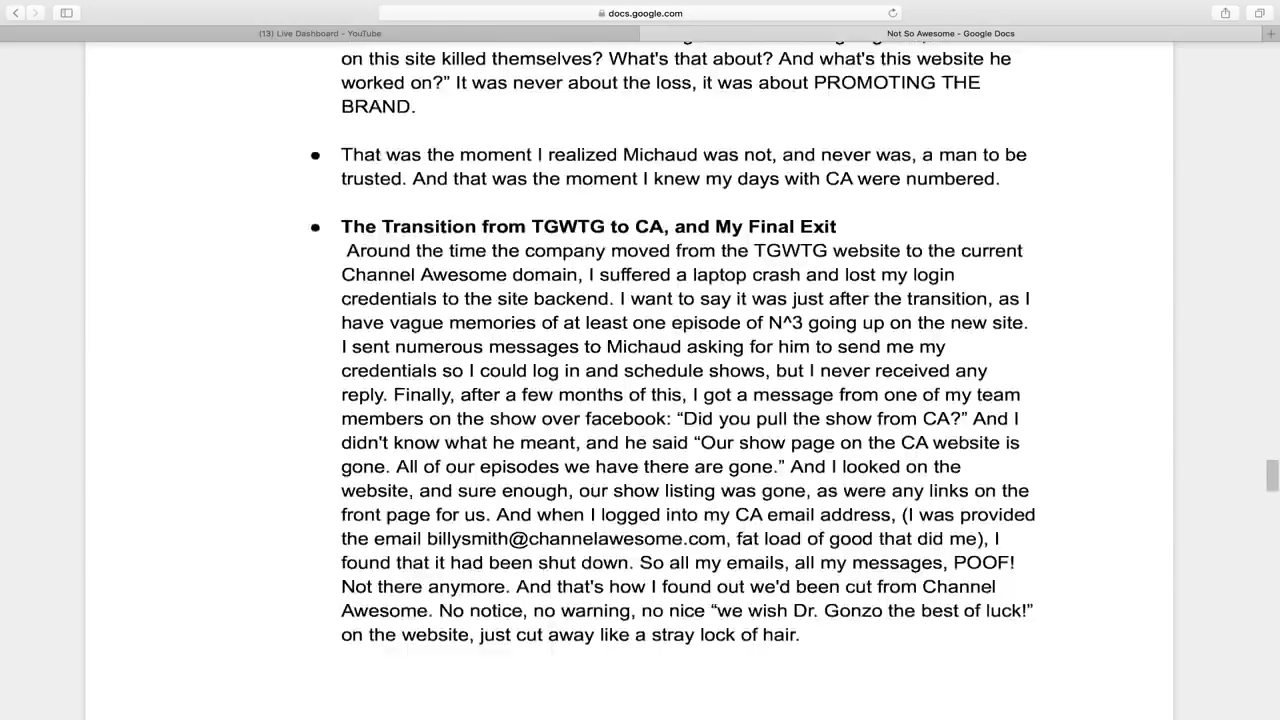 docs.google.com
(13) Live Dashboard - YouTube
Not So Awesome - Google Docs
on this site killed themselves? What's that about? And what's this website he
worked on?” It was never about the loss, it was about PROMOTING THE
BRAND.
● That was the moment I realized Michaud was not, and never was, a man to be
trusted. And that was the moment I knew my days with CA were numbered.
● The Transition from TGWTG to CA, and My Final Exit
Around the time the company moved from the TGWTG website to the current
Channel Awesome domain, I suffered a laptop crash and lost my login
credentials to the site backend. I want to say it was just after the transition, as I
have vague memories of at least one episode of N^3 going up on the new site.
I sent numerous messages to Michaud asking for him to send me my
credentials so I could log in and schedule shows, but I never received any
reply. Finally, after a few months of this, I got a message from one of my team
members on the show over facebook: “Did you pull the show from CA?” And I
didn't know what he meant, and he said “Our show page on the CA website is
gone. All of our episodes we have there are gone.” And I looked on the
website, and sure enough, our show listing was gone, as were any links on the
front page for us. And when I logged into my CA email address, (I was provided
the email billysmith@channelawesome.com, fat load of good that did me), I
found that it had been shut down. So all my emails, all my messages, POOF!
Not there anymore. And that's how I found out we'd been cut from Channel
Awesome. No notice, no warning, no nice “we wish Dr. Gonzo the best of luck!”
on the website, just cut away like a stray lock of hair.